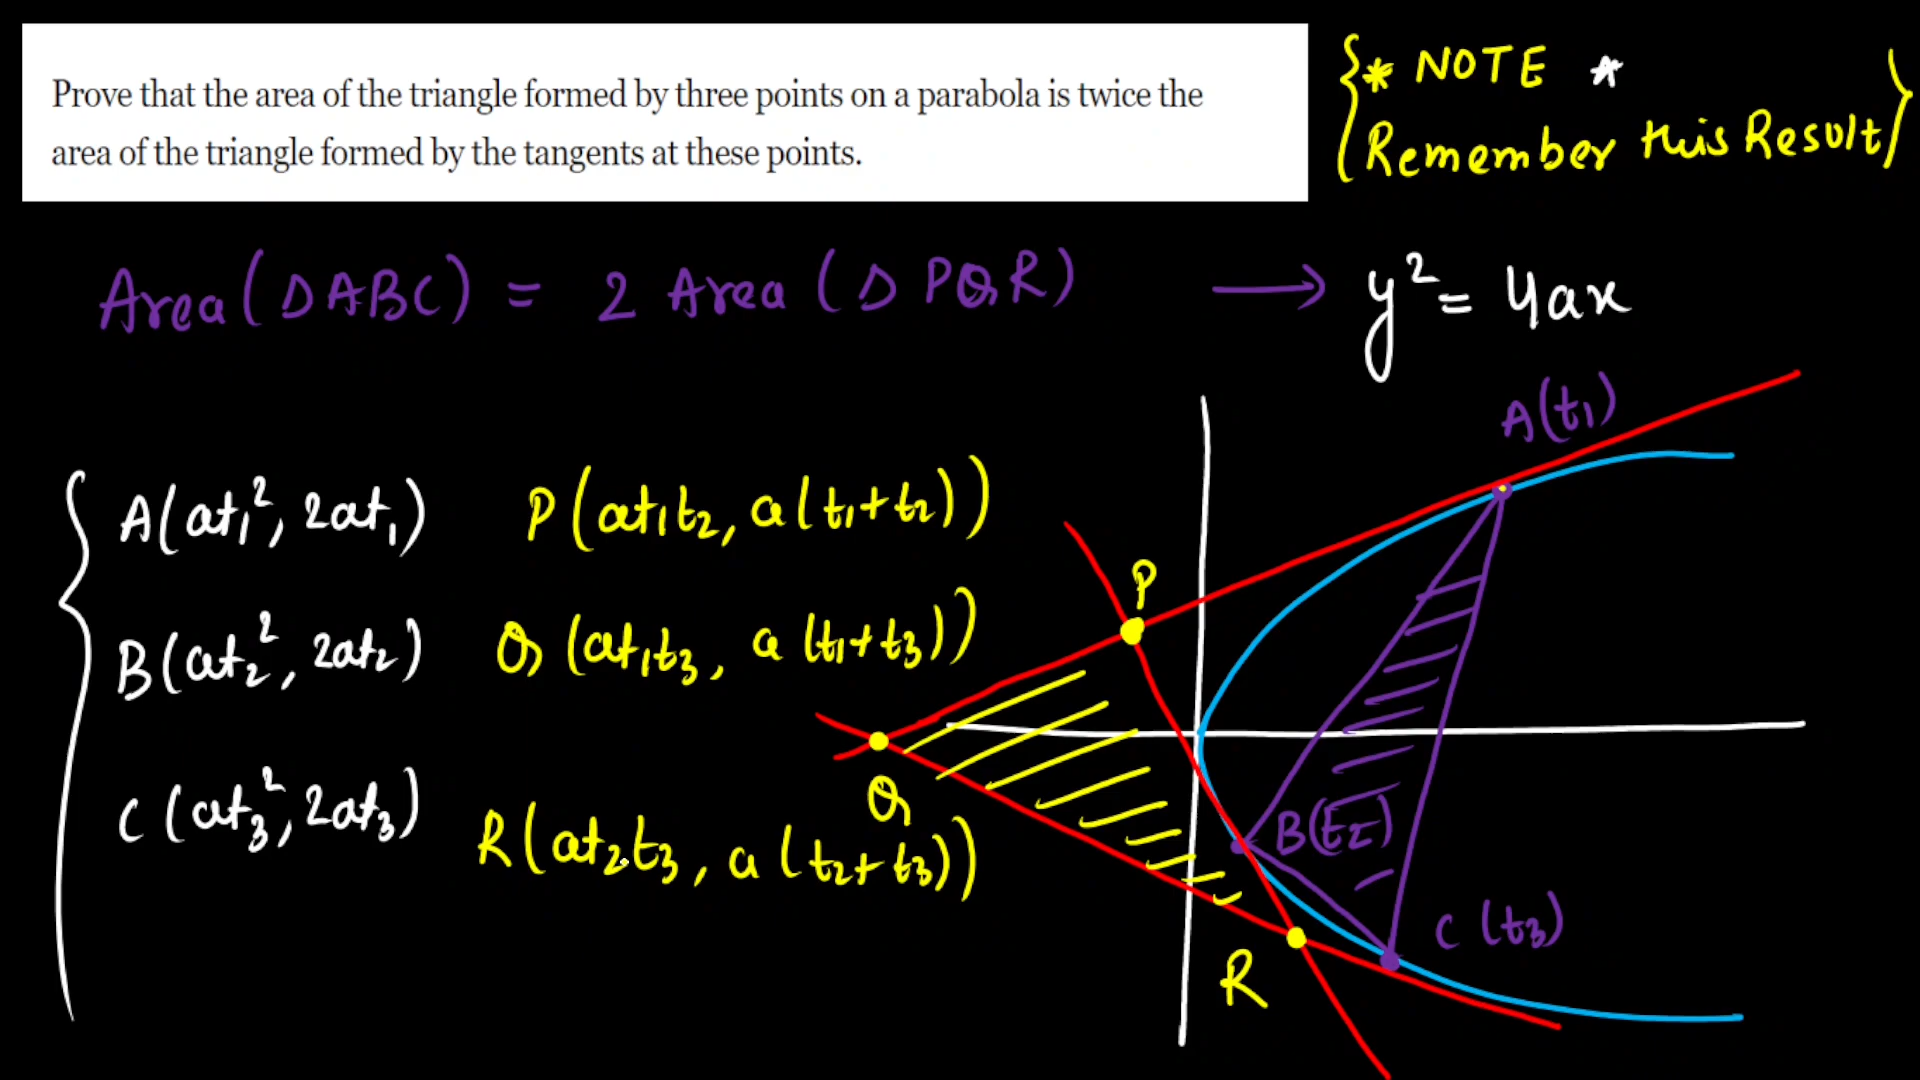 Prove that the area of the triangle formed by three points on a parabola is twice the
area of the triangle formed by the tangents at these points.
{* NOTE *
Remember this Result}
Area (Δ ABC) = 2 Area (Δ PQR) → y² = 4ax
A(at₁², 2at₁) P(at₁t₂, a(t₁+t₂))
B(at₂², 2at₂) Q(at₁t₃, a(t₁+t₃))
C(at₃², 2at₃) R(at₂t₃, a(t₂+t₃))
A(t₁)
P
Q
B(t₂)
C(t₃)
R